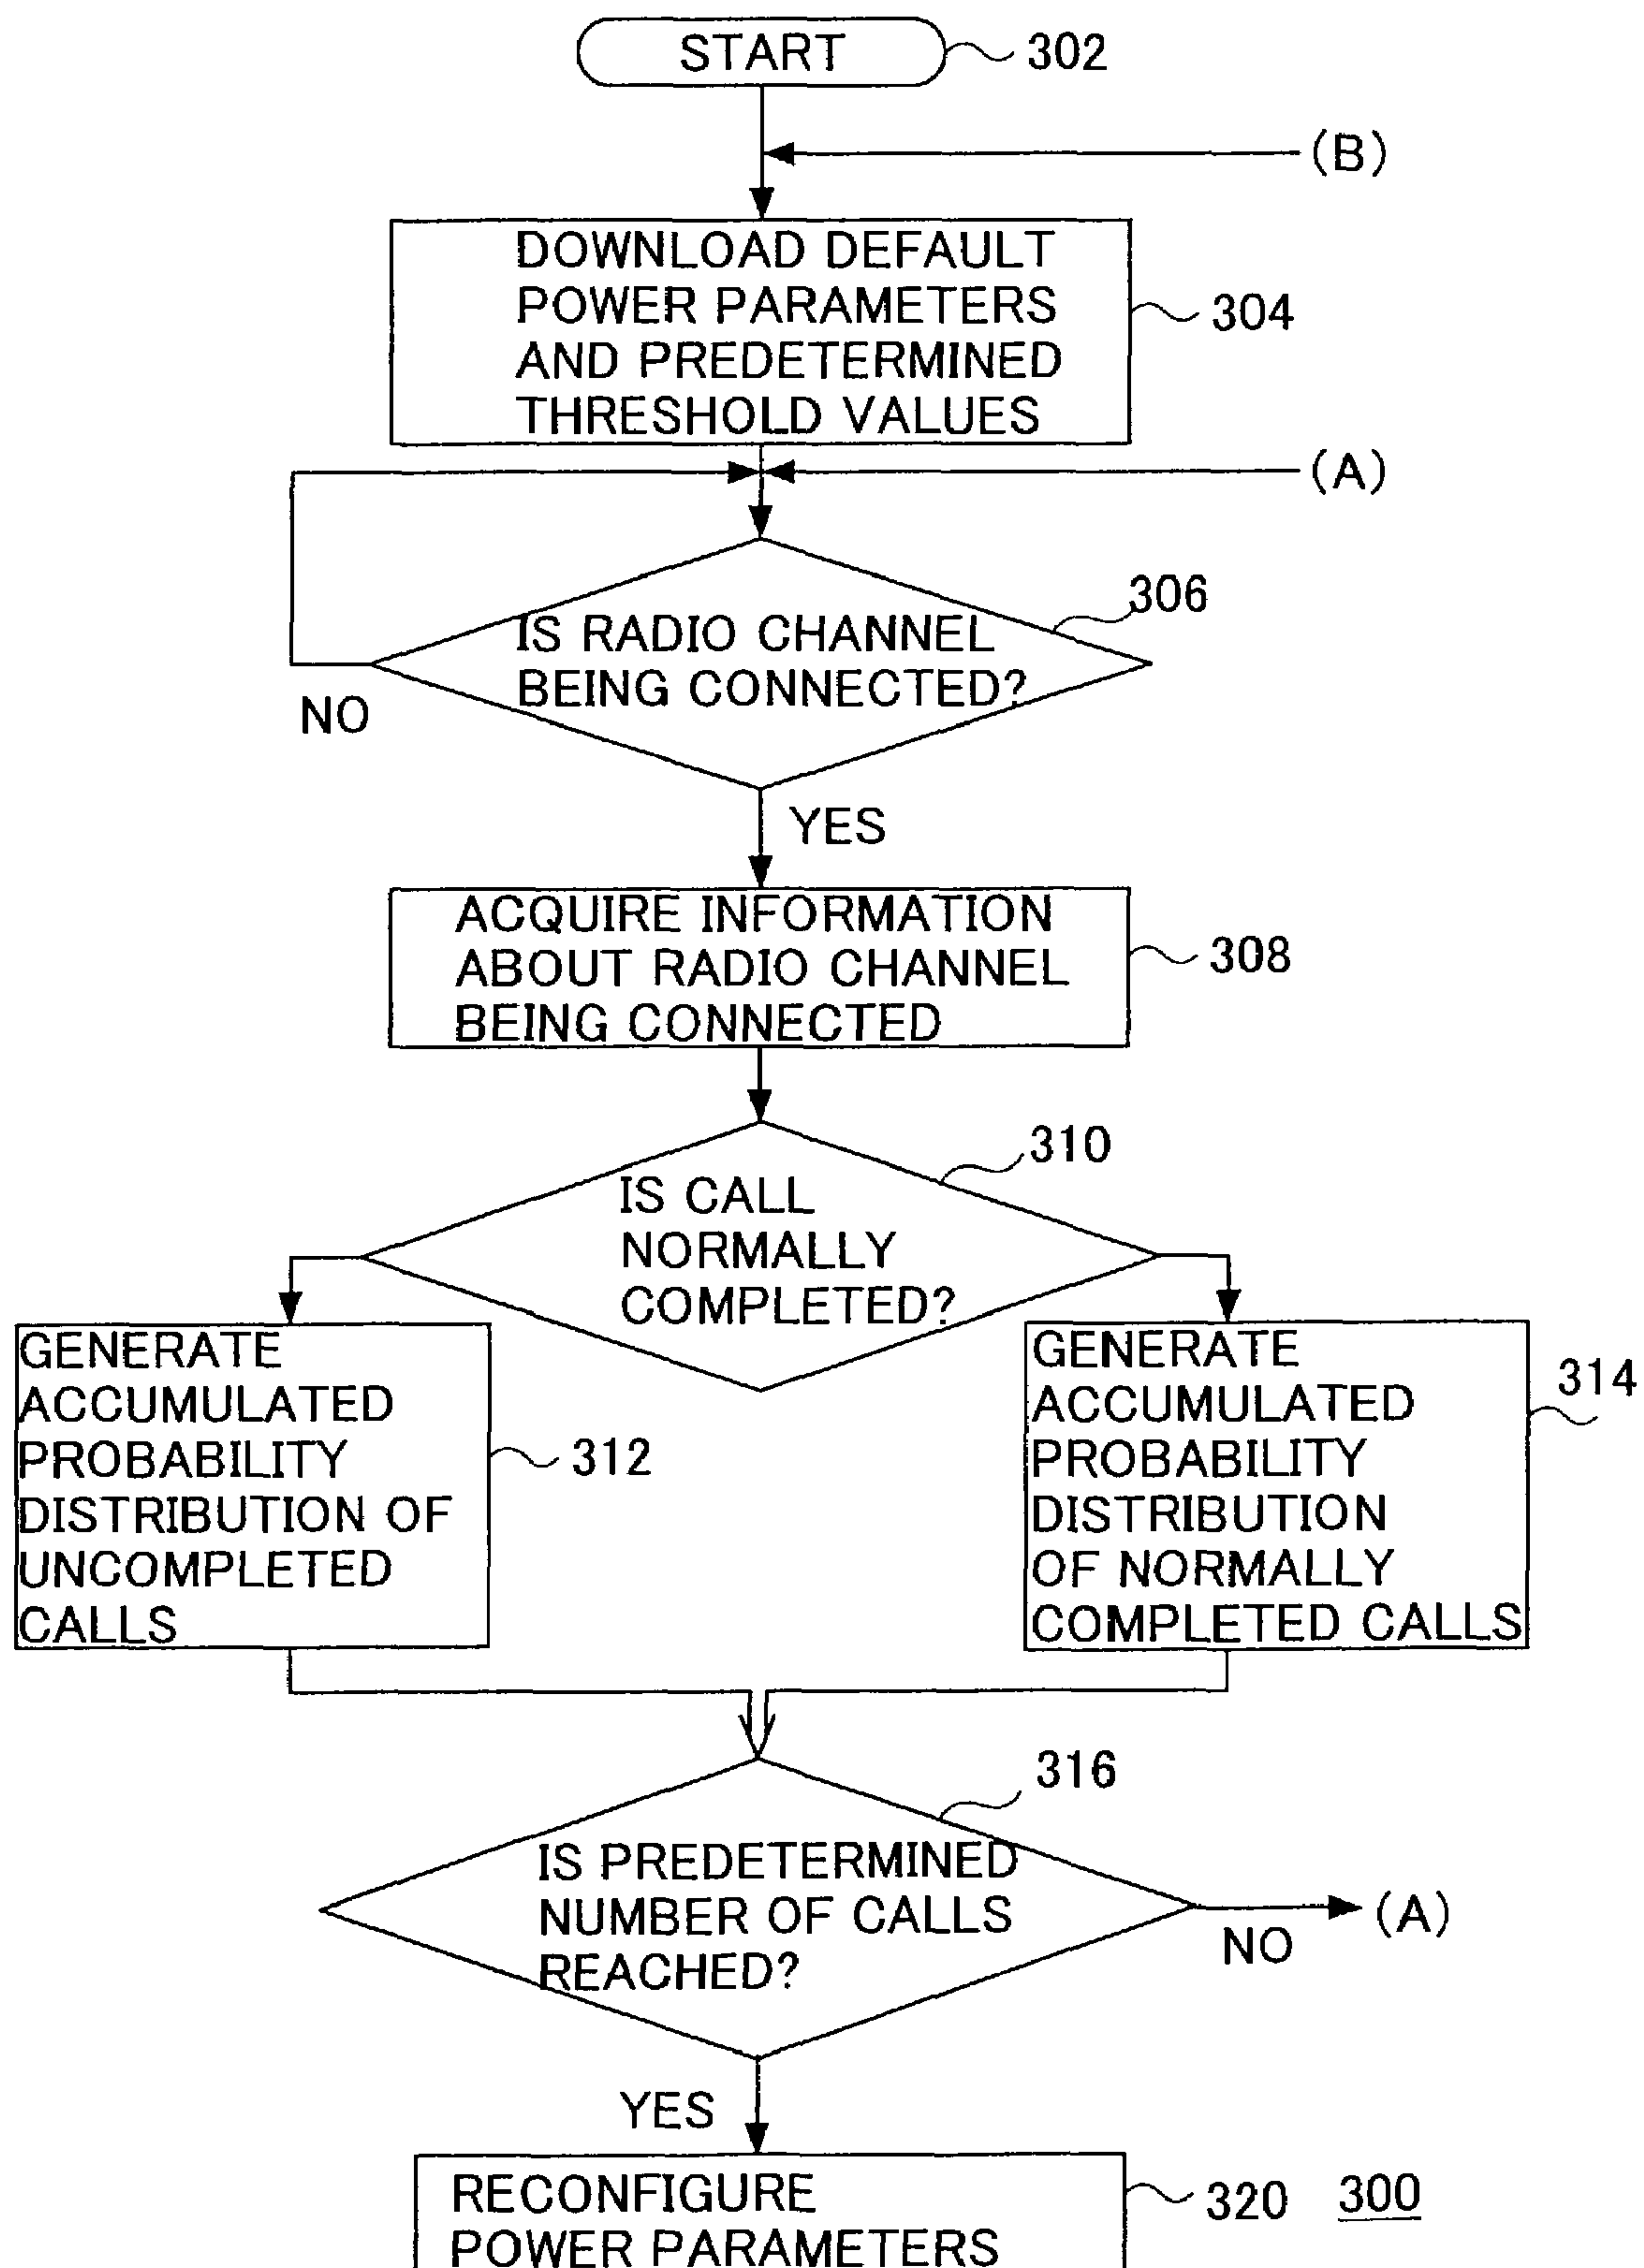 START
302
(B)
DOWNLOAD DEFAULT
POWER PARAMETERS
AND PREDETERMINED
THRESHOLD VALUES
304
(A)
306
IS RADIO CHANNEL
BEING CONNECTED?
NO
YES
ACQUIRE INFORMATION
ABOUT RADIO CHANNEL
BEING CONNECTED
308
310
IS CALL
NORMALLY
COMPLETED?
GENERATE
ACCUMULATED
PROBABILITY
DISTRIBUTION OF
UNCOMPLETED
CALLS
312
GENERATE
ACCUMULATED
PROBABILITY
DISTRIBUTION
OF NORMALLY
COMPLETED CALLS
314
316
IS PREDETERMINED
NUMBER OF CALLS
REACHED?
(A)
NO
YES
RECONFIGURE
POWER PARAMETERS
320
300